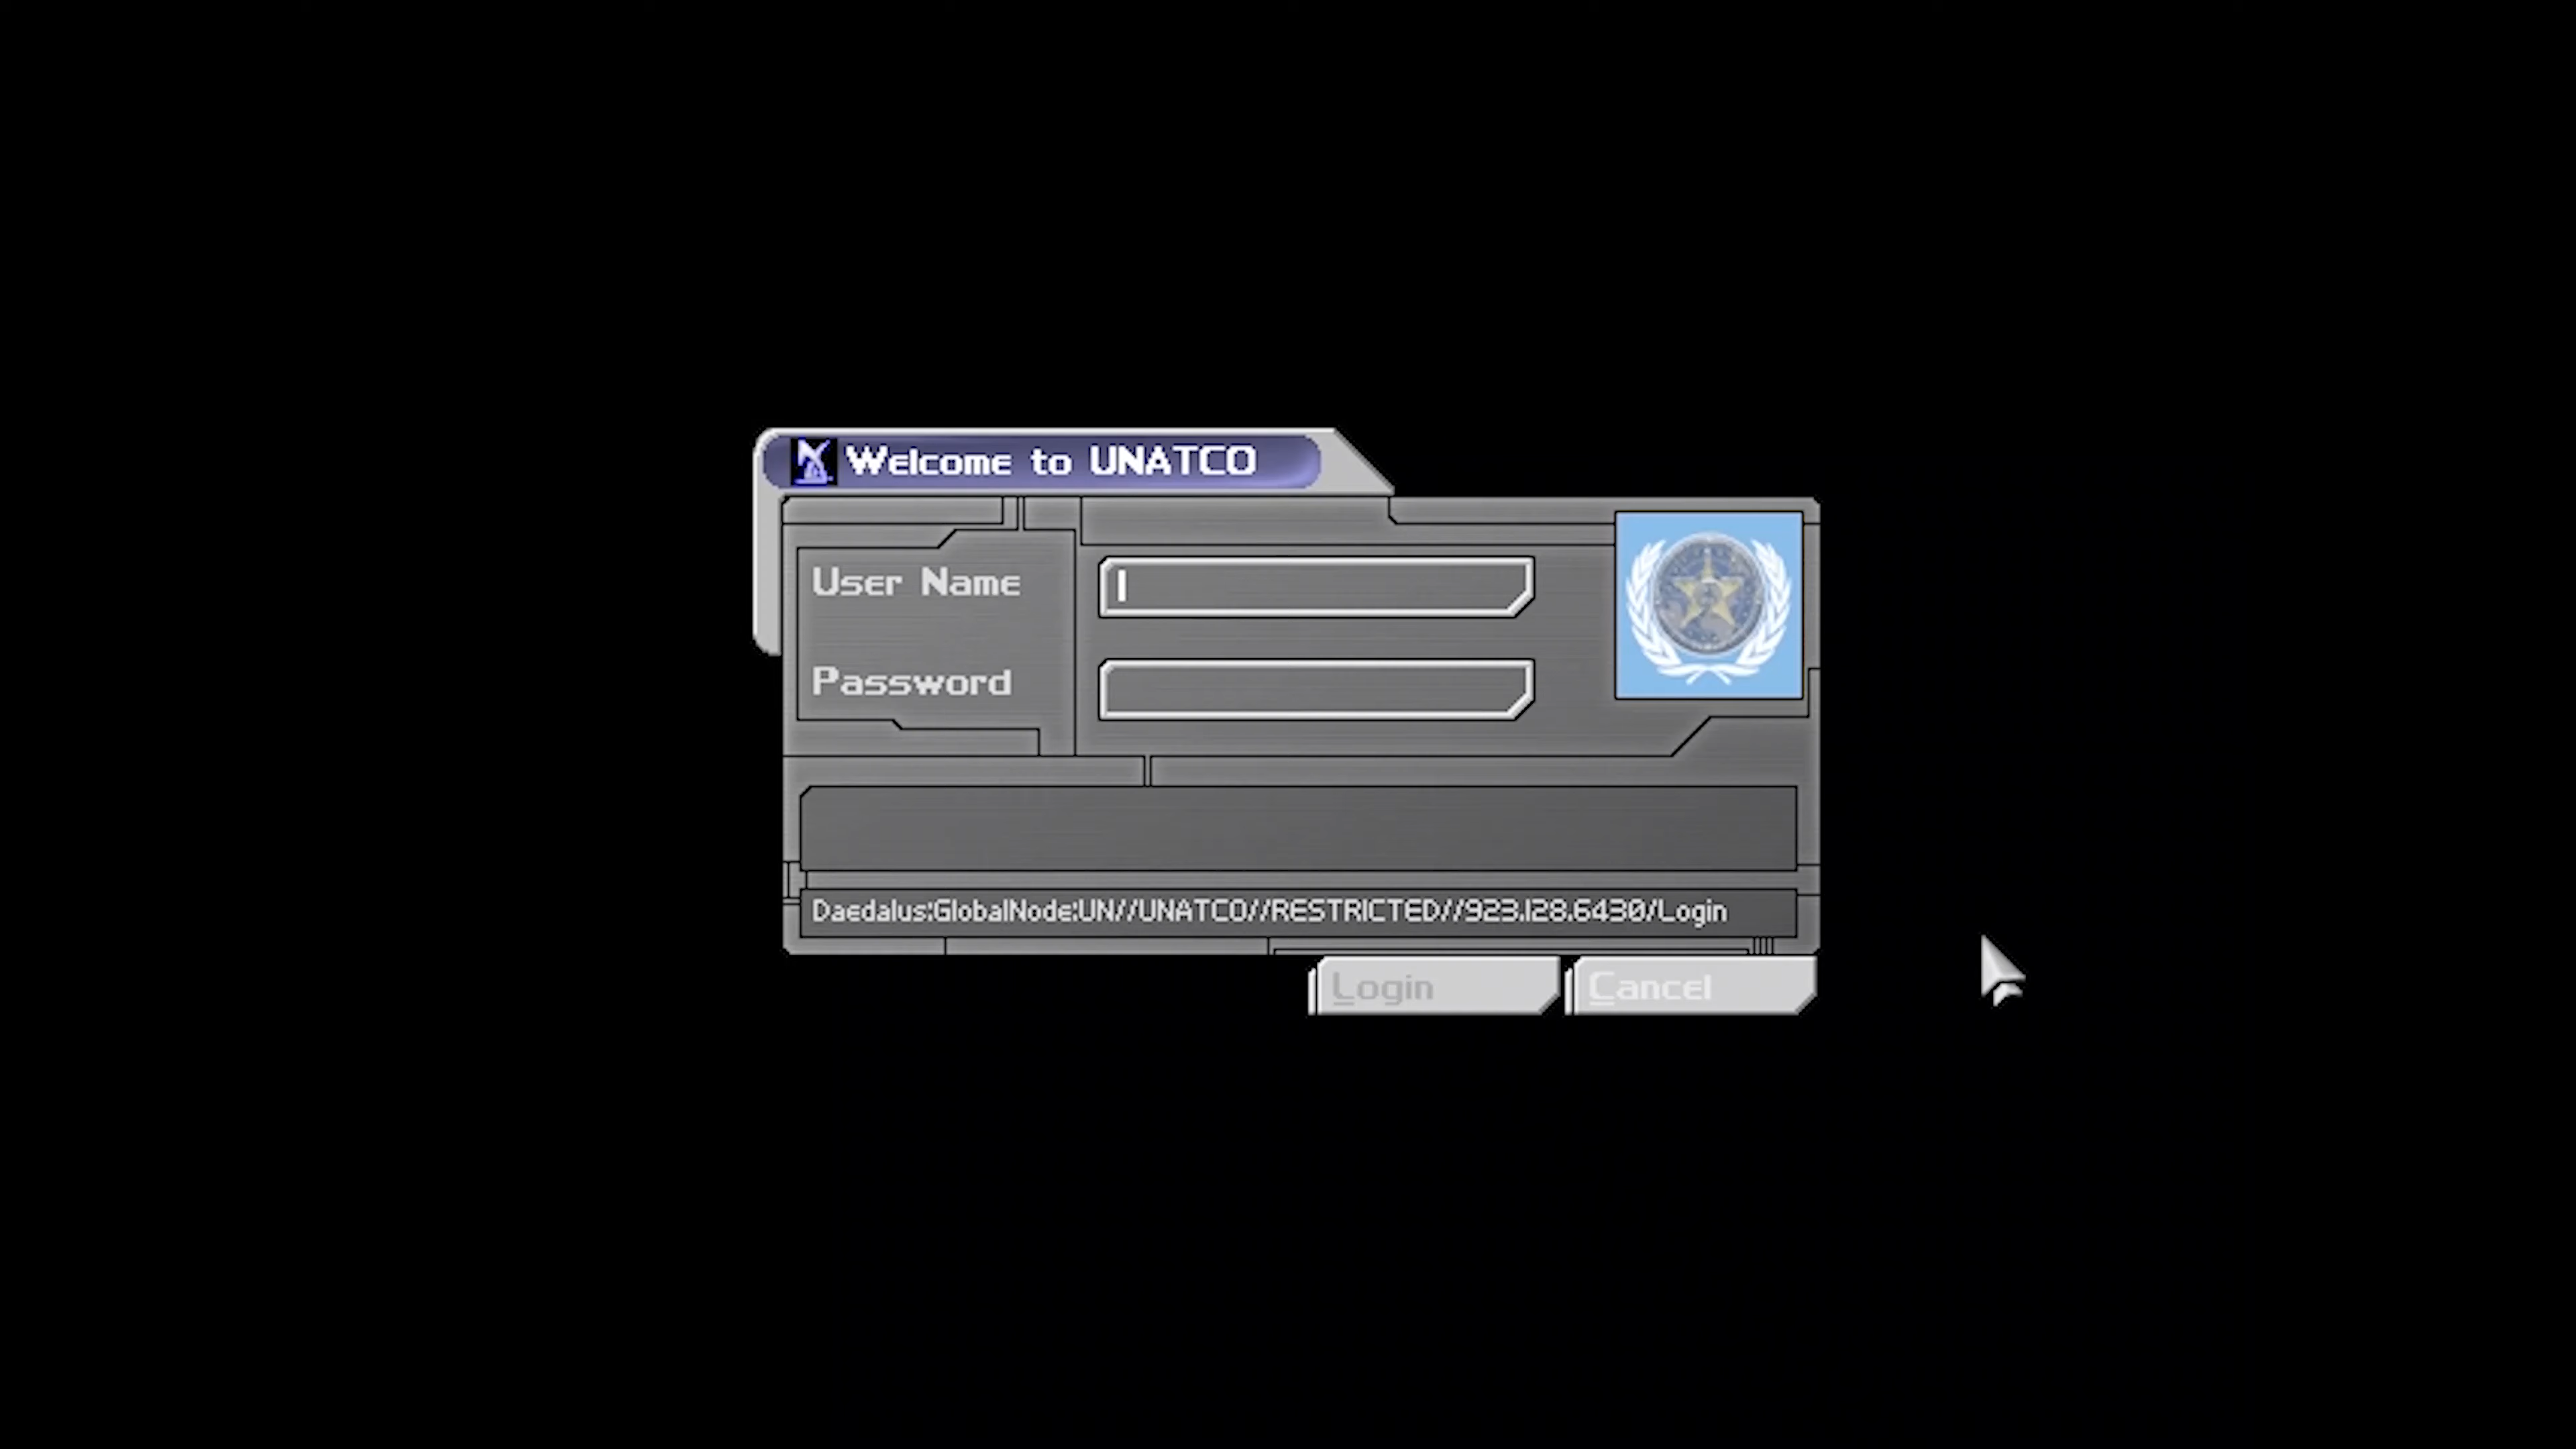 Welcome to UNATCO
User Name
Password
Daedalus:GlobalNode:UN//UNATCO//RESTRICTED//923.128.6430/Login
Login
Cancel